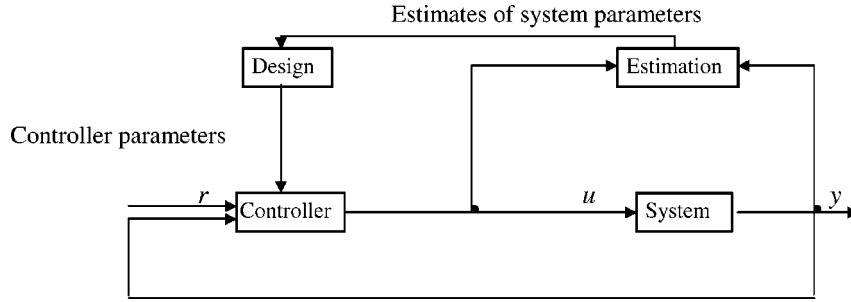 Estimates of system parameters
Design
Estimation
Controller parameters
r
Controller
u
System
y